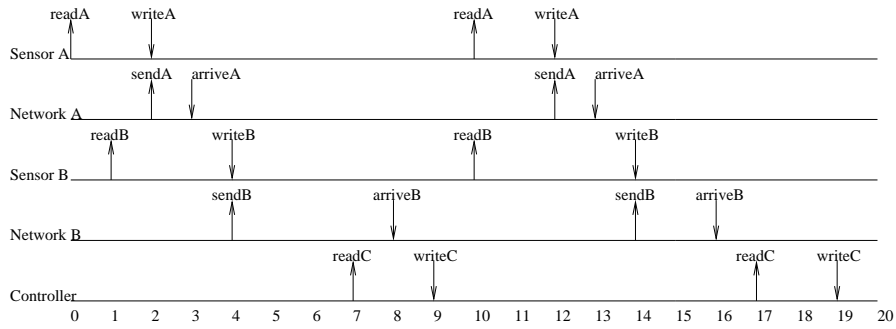 readA writeA readA writeA
Sensor A
sendA arriveA sendA arriveA
Network A
readB writeB readB writeB
Sensor B
sendB arriveB sendB arriveB
Network B
readC writeC readC writeC
Controller
0 1 2 3 4 5 6 7 8 9 10 11 12 13 14 15 16 17 18 19 20